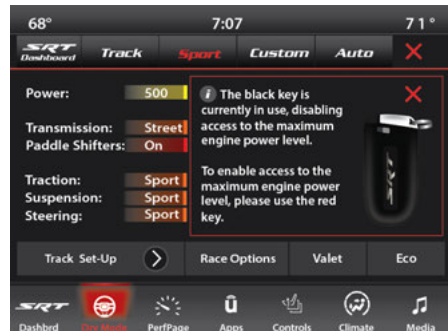 68° 7:07 71°
SRT Dashboard Track Sport Custom Auto
Power: 500
Transmission: Street
Paddle Shifters: On
Traction: Sport
Suspension: Sport
Steering: Sport
i The black key is
currently in use, disabling
access to the maximum
engine power level.
To enable access to the
maximum engine power
level, please use the red
key.
SRT
Track Set-Up Race Options Valet Eco
SRT
Dashbrd Drv Mode PerfPage Apps Controls Climate Media